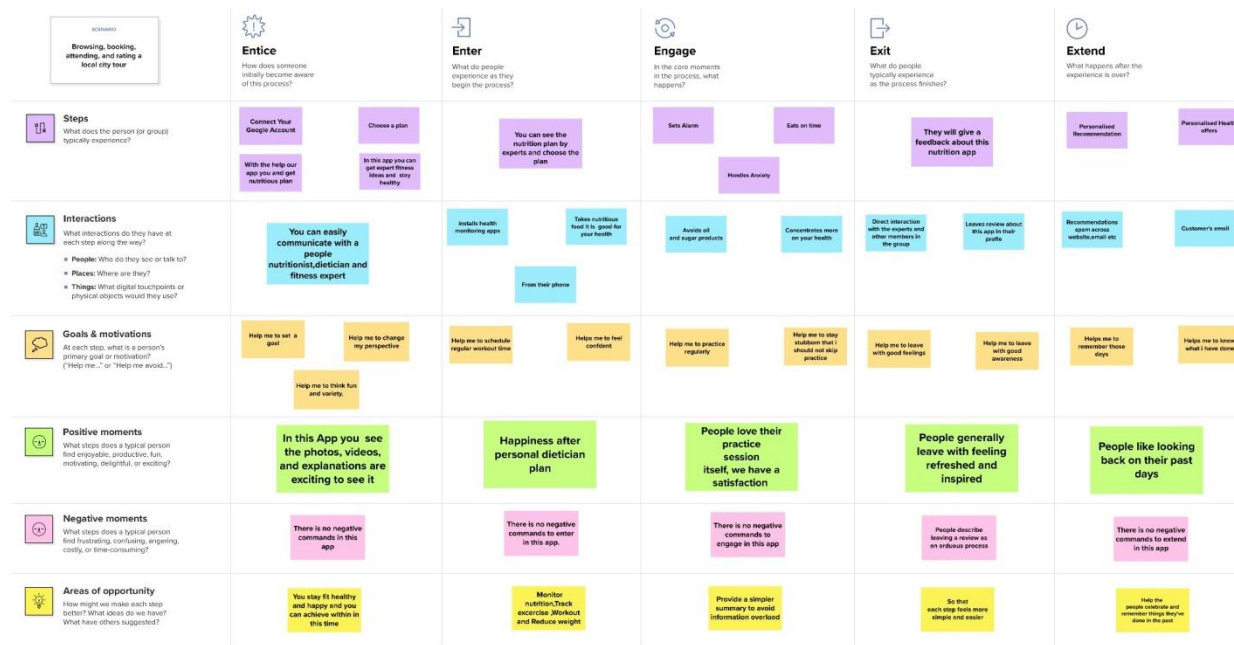 SCENARIO
Browsing, booking,
attending, and rating a
local city tour
Entice
How does someone
initially become aware
of this process?
Enter
What do people
experience as they
begin the process?
Engage
In the core moments
in the process, what
happens?
Exit
What do people
typically experience
as the process finishes?
Extend
What happens after the
experience is over?
Steps
What does the person (or group)
typically experience?
Connect Your
Google Account
Choose a plan
With the help our
app you and get
nutritious plan
In this app you can
get expert fitness
ideas and stay
healthy
You can see the
nutrition plan by
experts and choose the
plan
Sets Alarm
Eats on time
Handles Anxiety
They will give a
feedback about this
nutrition app
Personalised
Recommendation
Personalised Health
offers
Interactions
What interactions do they have at
each step along the way?
People: Who do they see or talk to?
Places: Where are they?
Things: What digital touchpoints or
physical objects would they use?
You can easily
communicate with a
people
nutritionist,dietician and
fitness expert
Installs health
monitoring apps
Takes nutritious
food it is good for
your health
From their phone
Avoids oil
and sugar products
Concentrates more
on your health
Direct interaction
with the experts and
other members in
the group
Leaves review about
this app in their
profile
Recommendations
spam across
website,email etc
Customer's email
Goals & motivations
At each step, what is a person's
primary goal or motivation?
("Help me..." or "Help me avoid...")
Help me to set a
goal
Help me to change
my perspective
Help me to think fun
and variety.
Help me to schedule
regular workout time
Helps me to feel
confident
Help me to practice
regularly
Help me to stay
stubborn that i
should not skip
practice
Help me to leave
with good feelings
Help me to leave
with good
awareness
Helps me to
remember those
days
Helps me to know
what i have done
Positive moments
What steps does a typical person
find enjoyable, productive, fun,
motivating, delightful, or exciting?
In this App you see
the photos, videos,
and explanations are
exciting to see it
Happiness after
personal dietician
plan
People love their
practice
session
itself, we have a
satisfaction
People generally
leave with feeling
refreshed and
inspired
People like looking
back on their past
days
Negative moments
What steps does a typical person
find frustrating, confusing, angering,
costly, or time-consuming?
There is no negative
commands in this
app
There is no negative
commands to enter
in this app.
There is no negative
commands to
engage in this app
People describe
leaving a review as
an arduous process
There is no negative
commands to extend
in this app
Areas of opportunity
How might we make each step
better? What ideas do we have?
What have others suggested?
You stay fit healthy
and happy end you
can achieve within in
this time
Monitor
nutrition,Track
excercise ,Workout
and Reduce weight
Provide a simpler
summary to avoid
information overload
So that
each step feels more
simple and easier
Help the
people celebrate and
remember things they've
done in the past